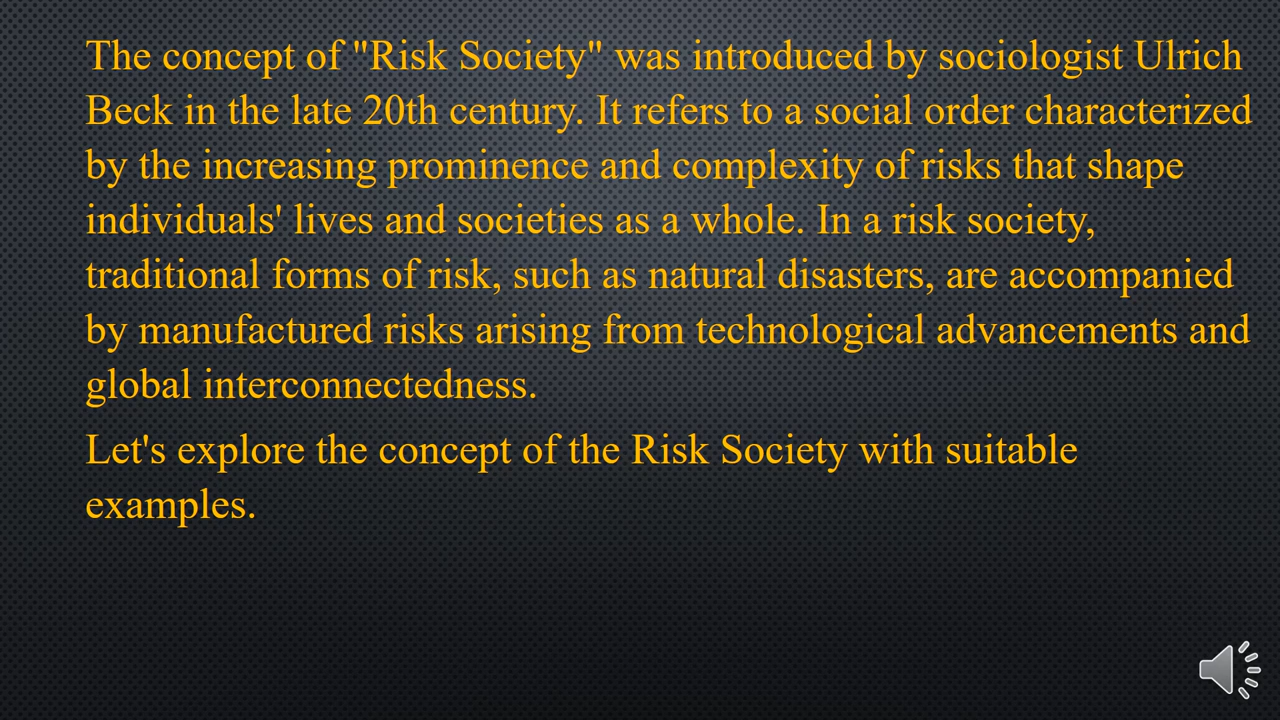 The concept of "Risk Society" was introduced by sociologist Ulrich
Beck in the late 20th century. It refers to a social order characterized
by the increasing prominence and complexity of risks that shape
individuals' lives and societies as a whole. In a risk society,
traditional forms of risk, such as natural disasters, are accompanied
by manufactured risks arising from technological advancements and
global interconnectedness.
Let's explore the concept of the Risk Society with suitable
examples.